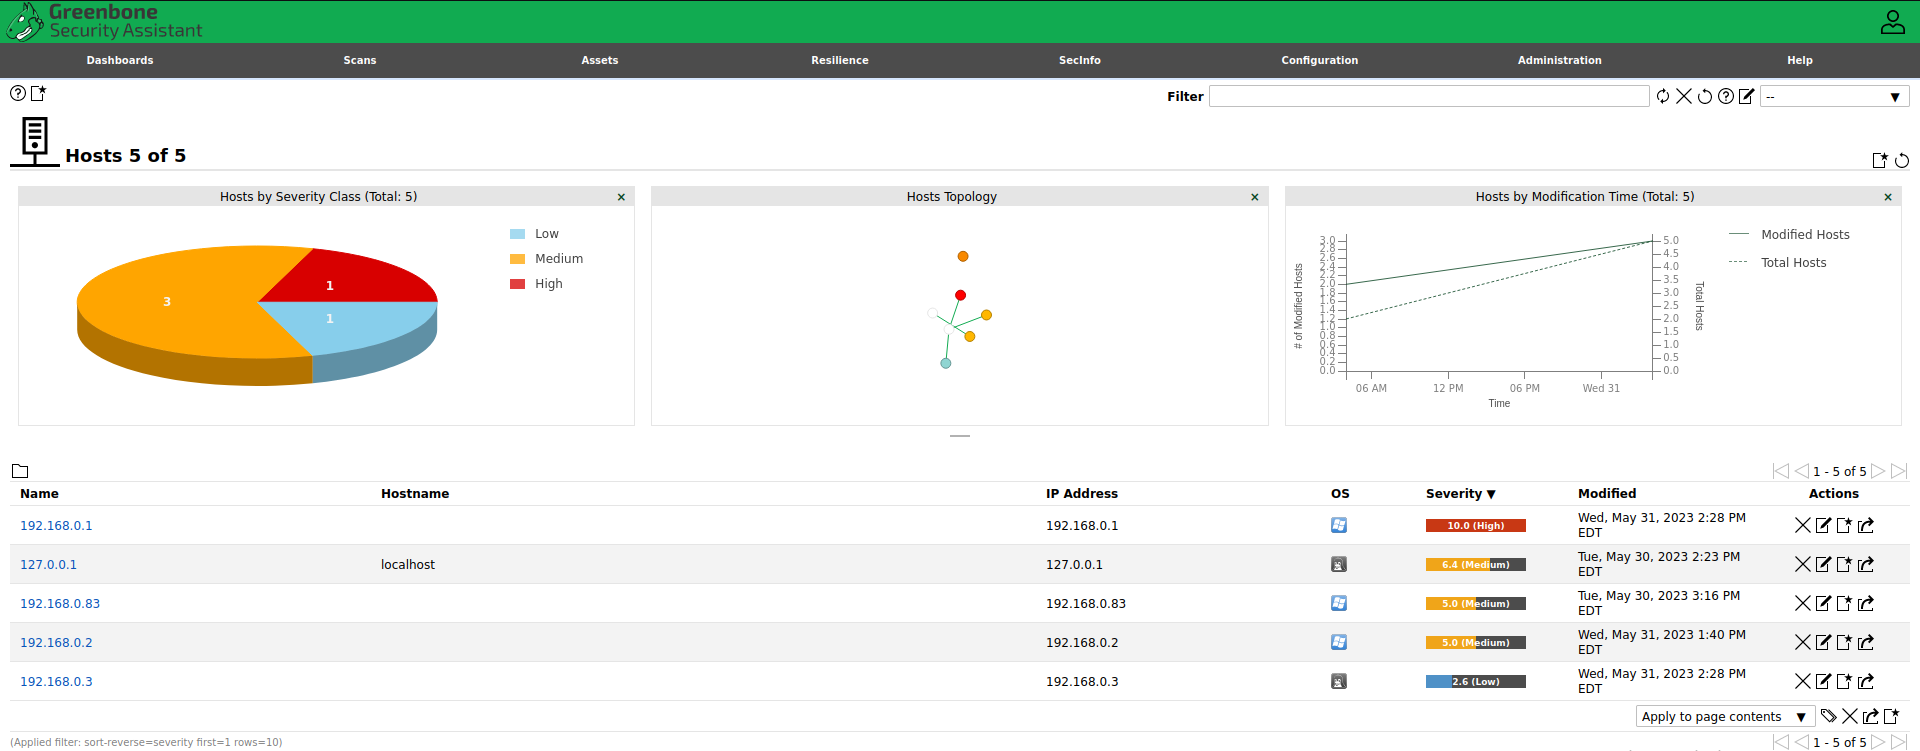 Greenbone
Security Assistant
Dashboards Scans Assets Resilience SecInfo Configuration Administration Help
Filter --
Hosts 5 of 5
Hosts by Severity Class (Total: 5) ×
Low
Medium
High
3
1
1
Hosts Topology ×
Hosts by Modification Time (Total: 5) ×
Modified Hosts
Total Hosts
# of Modified Hosts
3.0
2.8
2.6
2.4
2.2
2.0
1.8
1.6
1.4
1.2
1.0
0.8
0.6
0.4
0.2
0.0
5.0
4.5
4.0
3.5
3.0
2.5
2.0
1.5
1.0
0.5
0.0
Total Hosts
06 AM 12 PM 06 PM Wed 31
Time
1 - 5 of 5
Name Hostname IP Address OS Severity ▼ Modified Actions
192.168.0.1 192.168.0.1 10.0 (High) Wed, May 31, 2023 2:28 PM
EDT
127.0.0.1 localhost 127.0.0.1 6.4 (Medium) Tue, May 30, 2023 2:23 PM
EDT
192.168.0.83 192.168.0.83 5.0 (Medium) Tue, May 30, 2023 3:16 PM
EDT
192.168.0.2 192.168.0.2 5.0 (Medium) Wed, May 31, 2023 1:40 PM
EDT
192.168.0.3 192.168.0.3 2.6 (Low) Wed, May 31, 2023 2:28 PM
EDT
Apply to page contents ▼
(Applied filter: sort-reverse=severity first=1 rows=10) 1 - 5 of 5